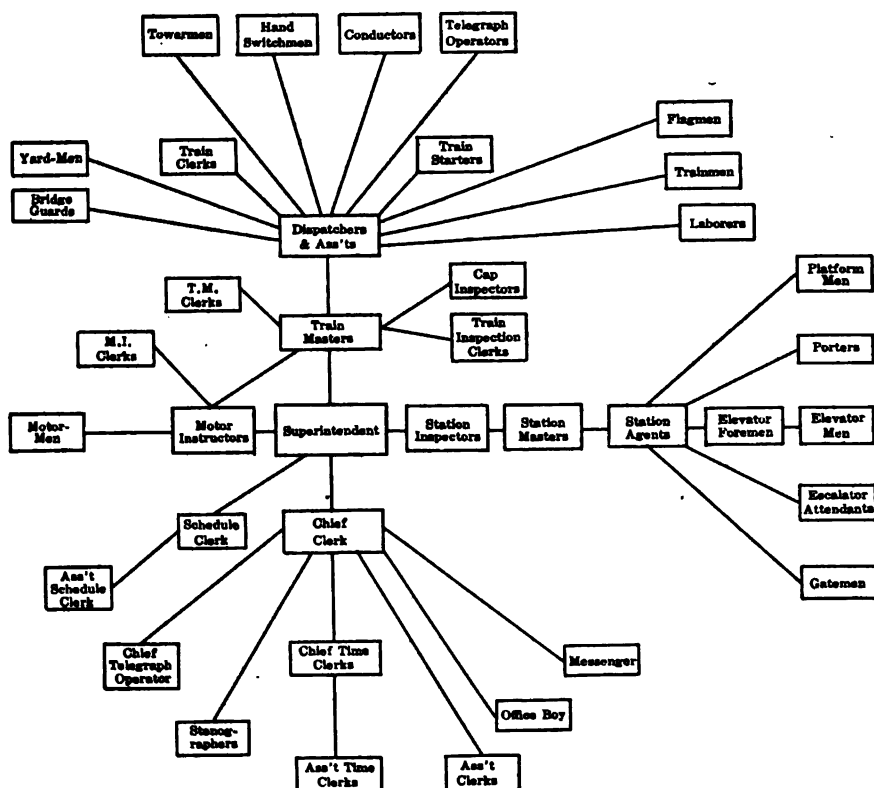 Towarmen
Hand
Switchmen
Conductors
Telegraph
Operators
Flagmen
Train
Clerks
Train
Starters
Yard-Men
Trainmen
Bridge
Guards
Dispatchers
& Ass'ts
Laborers
T.M.
Clerks
Cap
Inspectors
Platform
Men
Train
Masters
Train
Inspection
Clerks
M.I.
Clerks
Porters
Motor-
Men
Motor
Instructors
Superintendent
Station
Inspectors
Station
Masters
Station
Agents
Elevator
Foremen
Elevator
Men
Escalator
Attendants
Schedule
Clerk
Chief
Clerk
Ass't
Schedule
Clerk
Gatemen
Chief
Telegraph
Operator
Chief Time
Clerks
Messenger
Office Boy
Stenog-
raphers
Ass't Time
Clerks
Ass't
Clerks